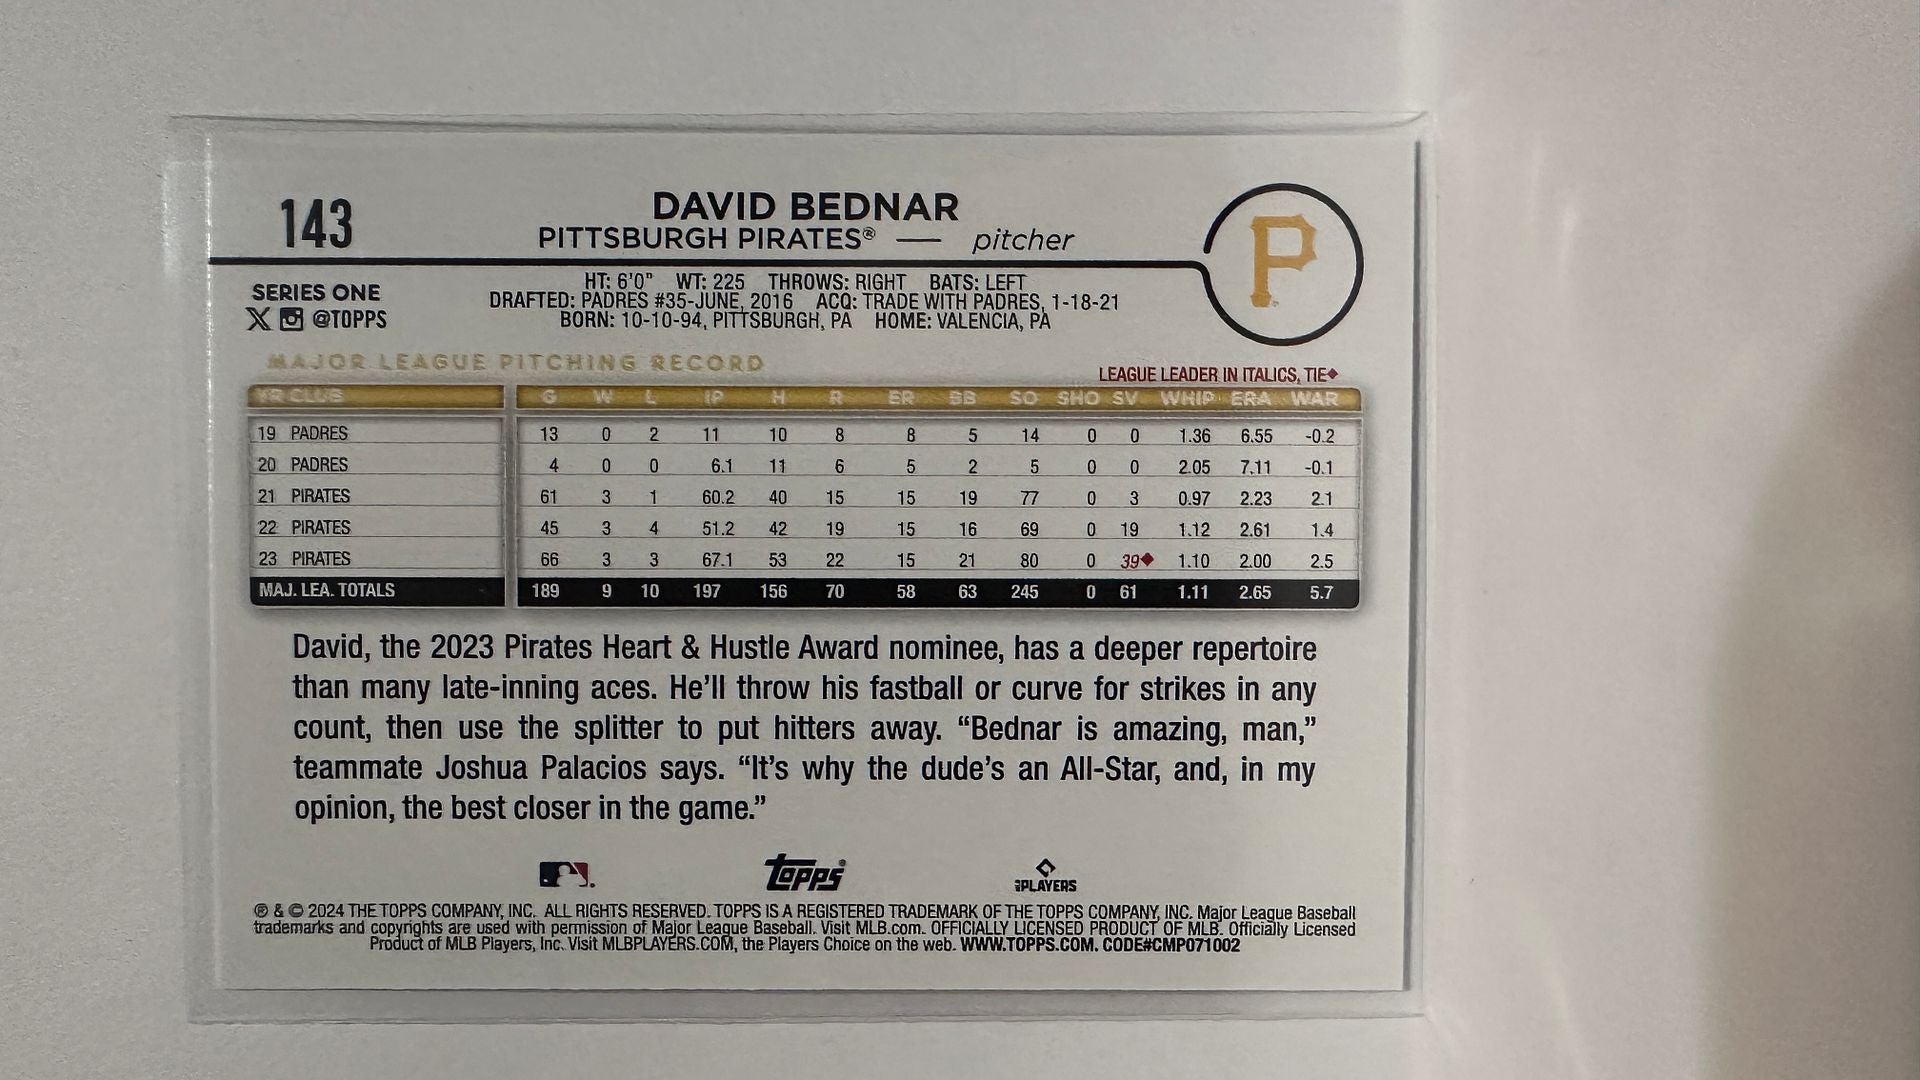 143
DAVID BEDNAR
PITTSBURGH PIRATES® — pitcher
P
SERIES ONE
@TOPPS
HT: 6'0" WT: 225 THROWS: RIGHT BATS: LEFT
DRAFTED: PADRES #35-JUNE, 2016 ACQ: TRADE WITH PADRES, 1-18-21
BORN: 10-10-94, PITTSBURGH, PA HOME: VALENCIA, PA
MAJOR LEAGUE PITCHING RECORD
LEAGUE LEADER IN ITALICS, TIE◆
YR CLUB G W L IP H R ER BB SO SHO SV WHIP ERA WAR
19 PADRES 13 0 2 11 10 8 8 5 14 0 0 1.36 6.55 -0.2
20 PADRES 4 0 0 6.1 11 6 5 2 5 0 0 2.05 7.11 -0.1
21 PIRATES 61 3 1 60.2 40 15 15 19 77 0 3 0.97 2.23 2.1
22 PIRATES 45 3 4 51.2 42 19 15 16 69 0 19 1.12 2.61 1.4
23 PIRATES 66 3 3 67.1 53 22 15 21 80 0 39◆ 1.10 2.00 2.5
MAJ. LEA. TOTALS 189 9 10 197 156 70 58 63 245 0 61 1.11 2.65 5.7
David, the 2023 Pirates Heart & Hustle Award nominee, has a deeper repertoire
than many late-inning aces. He'll throw his fastball or curve for strikes in any
count, then use the splitter to put hitters away. “Bednar is amazing, man,”
teammate Joshua Palacios says. “It's why the dude's an All-Star, and, in my
opinion, the best closer in the game.”
Topps
PLAYERS
® & © 2024 THE TOPPS COMPANY, INC. ALL RIGHTS RESERVED. TOPPS IS A REGISTERED TRADEMARK OF THE TOPPS COMPANY, INC. Major League Baseball
trademarks and copyrights are used with permission of Major League Baseball. Visit MLB.com. OFFICIALLY LICENSED PRODUCT OF MLB. Officially Licensed
Product of MLB Players, Inc. Visit MLBPLAYERS.COM, the Players Choice on the web. WWW.TOPPS.COM. CODE#CMP071002